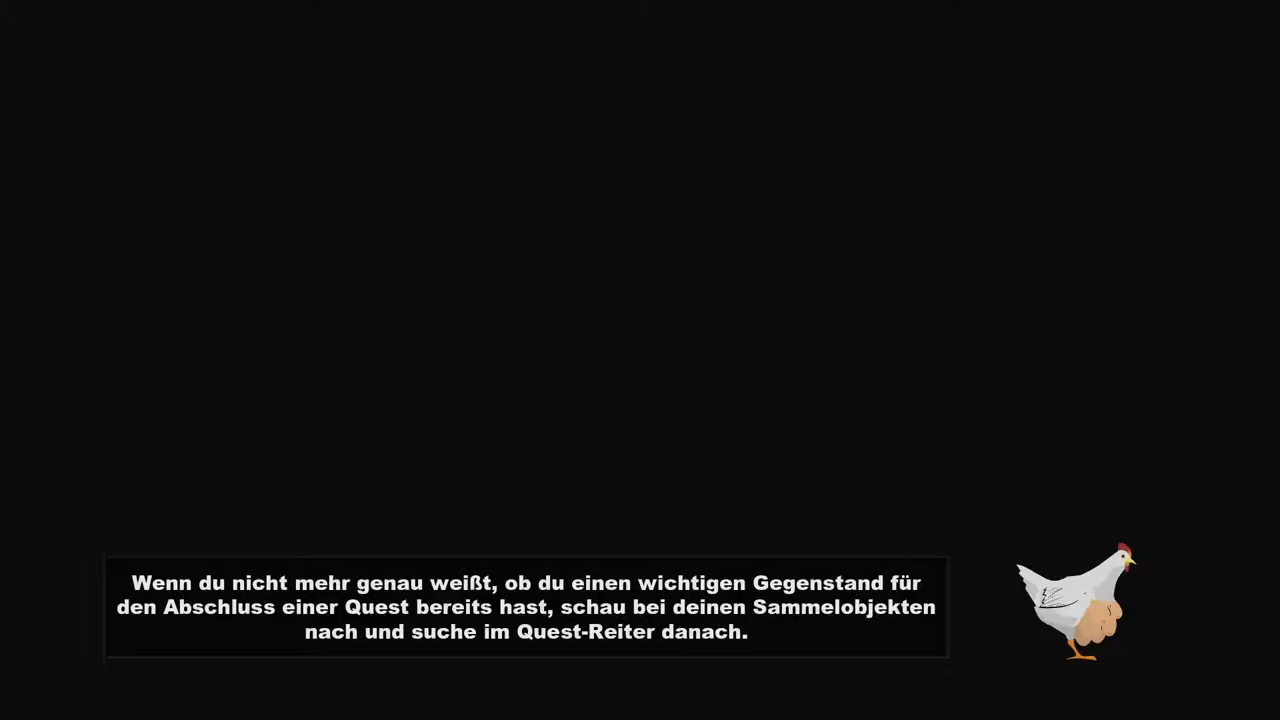 Wenn du nicht mehr genau weißt, ob du einen wichtigen Gegenstand für
den Abschluss einer Quest bereits hast, schau bei deinen Sammelobjekten
nach und suche im Quest-Reiter danach.